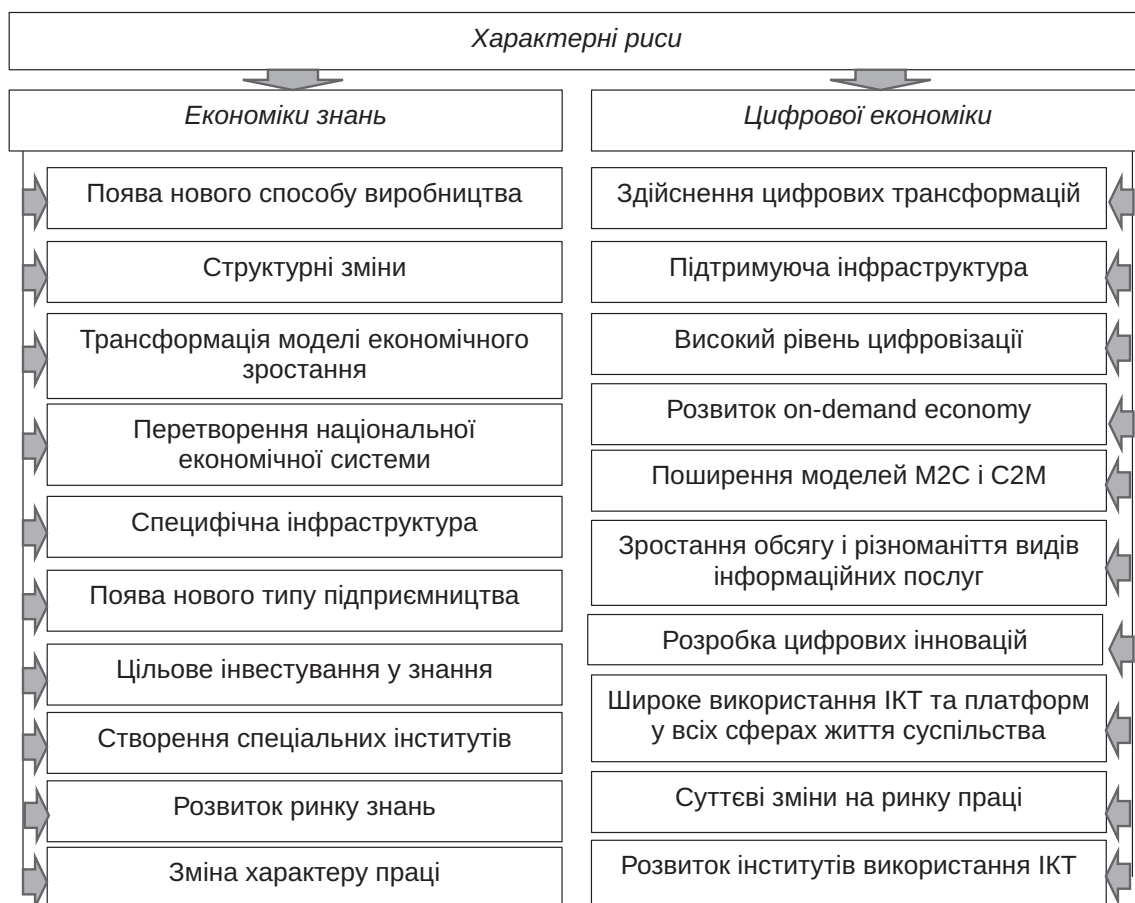 Характерні риси
Економіки знань
Поява нового способу виробництва
Структурні зміни
Трансформація моделі економічного
зростання
Перетворення національної
економічної системи
Специфічна інфраструктура
Поява нового типу підприємництва
Цільове інвестування у знання
Створення спеціальних інститутів
Розвиток ринку знань
Зміна характеру праці
Цифрової економіки
Здійснення цифрових трансформацій
Підтримуюча інфраструктура
Високий рівень цифровізації
Розвиток on-demand economy
Поширення моделей M2C і C2M
Зростання обсягу і різноманіття видів
інформаційних послуг
Розробка цифрових інновацій
Широке використання ІКТ та платформ
у всіх сферах життя суспільства
Суттєві зміни на ринку праці
Розвиток інститутів використання ІКТ